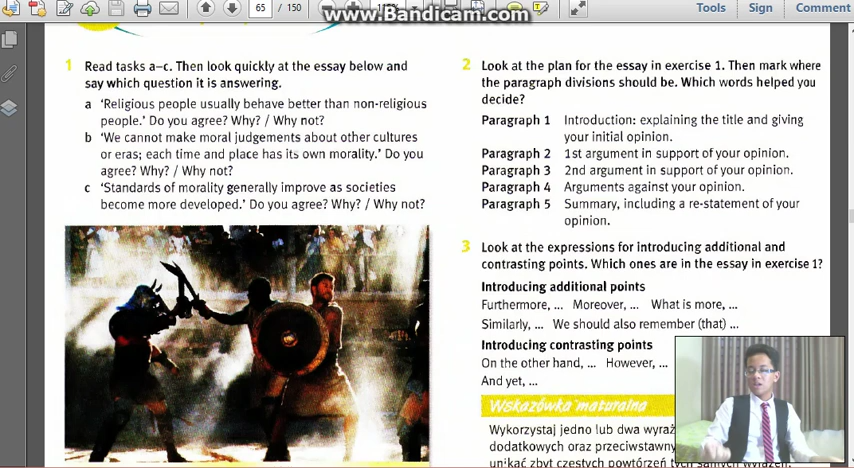 65 / 150
www.Bandicam.com
Tools Sign Comment
1 Read tasks a–c. Then look quickly at the essay below and
say which question it is answering.
a ‘Religious people usually behave better than non-religious
people.’ Do you agree? Why? / Why not?
b ‘We cannot make moral judgements about other cultures
or eras; each time and place has its own morality.’ Do you
agree? Why? / Why not?
c ‘Standards of morality generally improve as societies
become more developed.’ Do you agree? Why? / Why not?
2 Look at the plan for the essay in exercise 1. Then mark where
the paragraph divisions should be. Which words helped you
decide?
Paragraph 1 Introduction: explaining the title and giving
your initial opinion.
Paragraph 2 1st argument in support of your opinion.
Paragraph 3 2nd argument in support of your opinion.
Paragraph 4 Arguments against your opinion.
Paragraph 5 Summary, including a re-statement of your
opinion.
3 Look at the expressions for introducing additional and
contrasting points. Which ones are in the essay in exercise 1?
Introducing additional points
Furthermore, ... Moreover, ... What is more, ...
Similarly, ... We should also remember (that) ...
Introducing contrasting points
On the other hand, ... However, ...
And yet, ...
Wskazówka maturalna
Wykorzystaj jedno lub dwa
dodatkowych oraz
unikać zbyt częstych powtórzeń tych samych